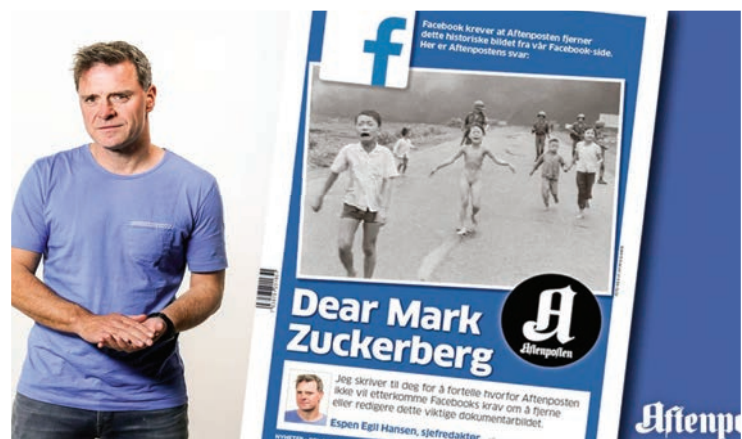 Facebook krever at Aftenposten fjerner
dette historiske bildet fra vår Facebook-side.
Her er Aftenpostens svar:
f
Dear Mark
Zuckerberg
A
Aftenposten
Jeg skriver til deg for å fortelle hvorfor Aftenposten
ikke vil etterkomme Facebooks krav om å fjerne
eller redigere dette viktige dokumentarbildet.
Espen Egil Hansen, sjefredaktør
Aftenpo